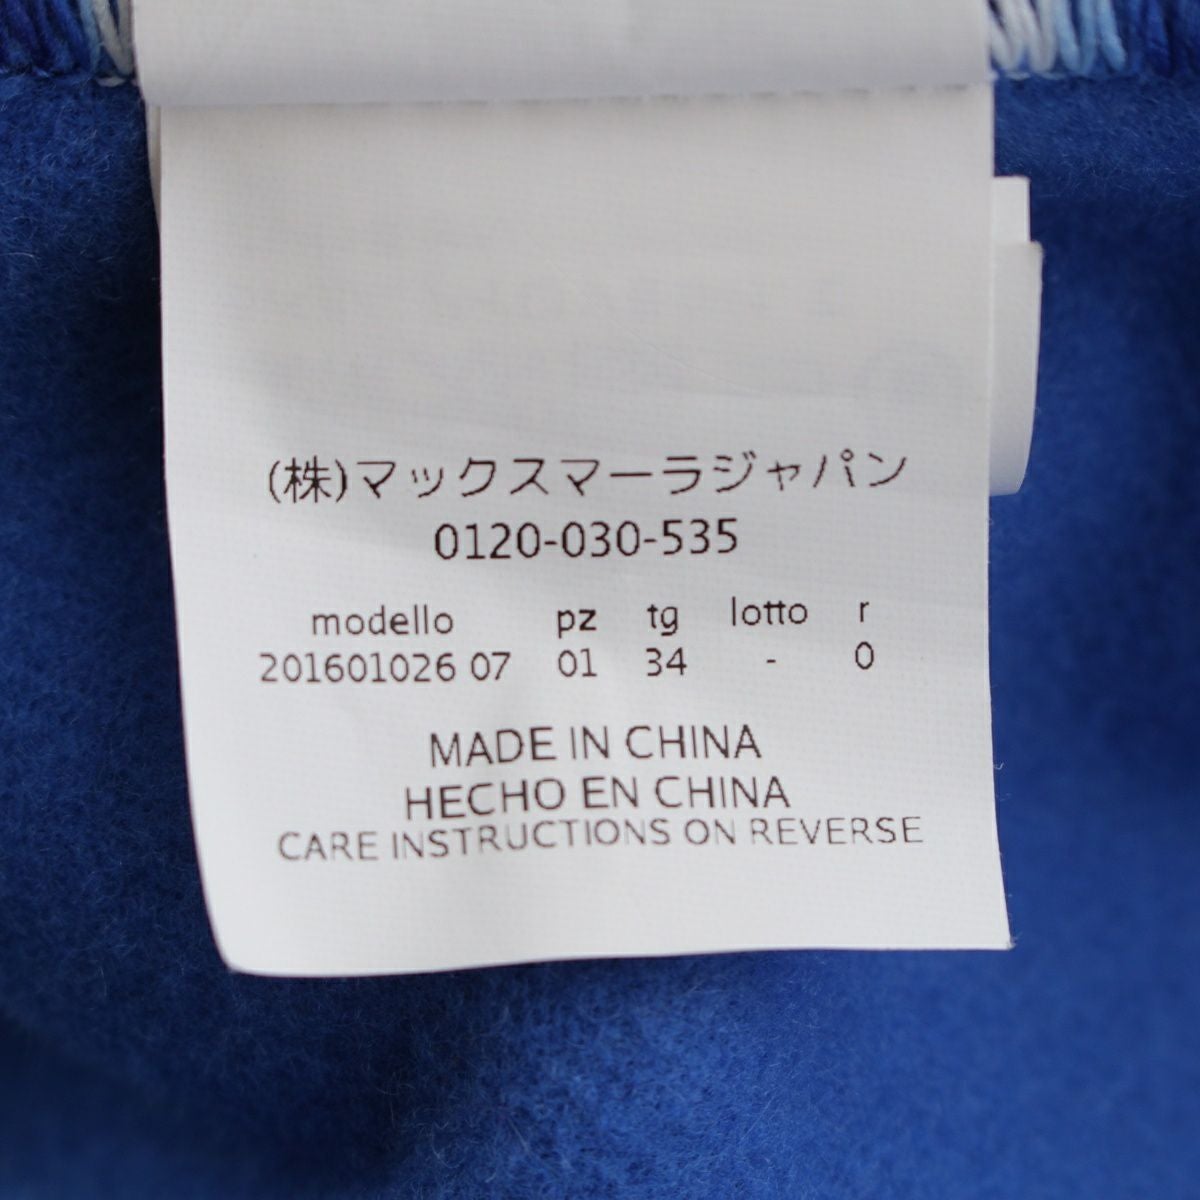 (株)マックスマーラジャパン
0120-030-535
modello pz tg lotto r
201601026 07 01 34 - 0
MADE IN CHINA
HECHO EN CHINA
CARE INSTRUCTIONS ON REVERSE